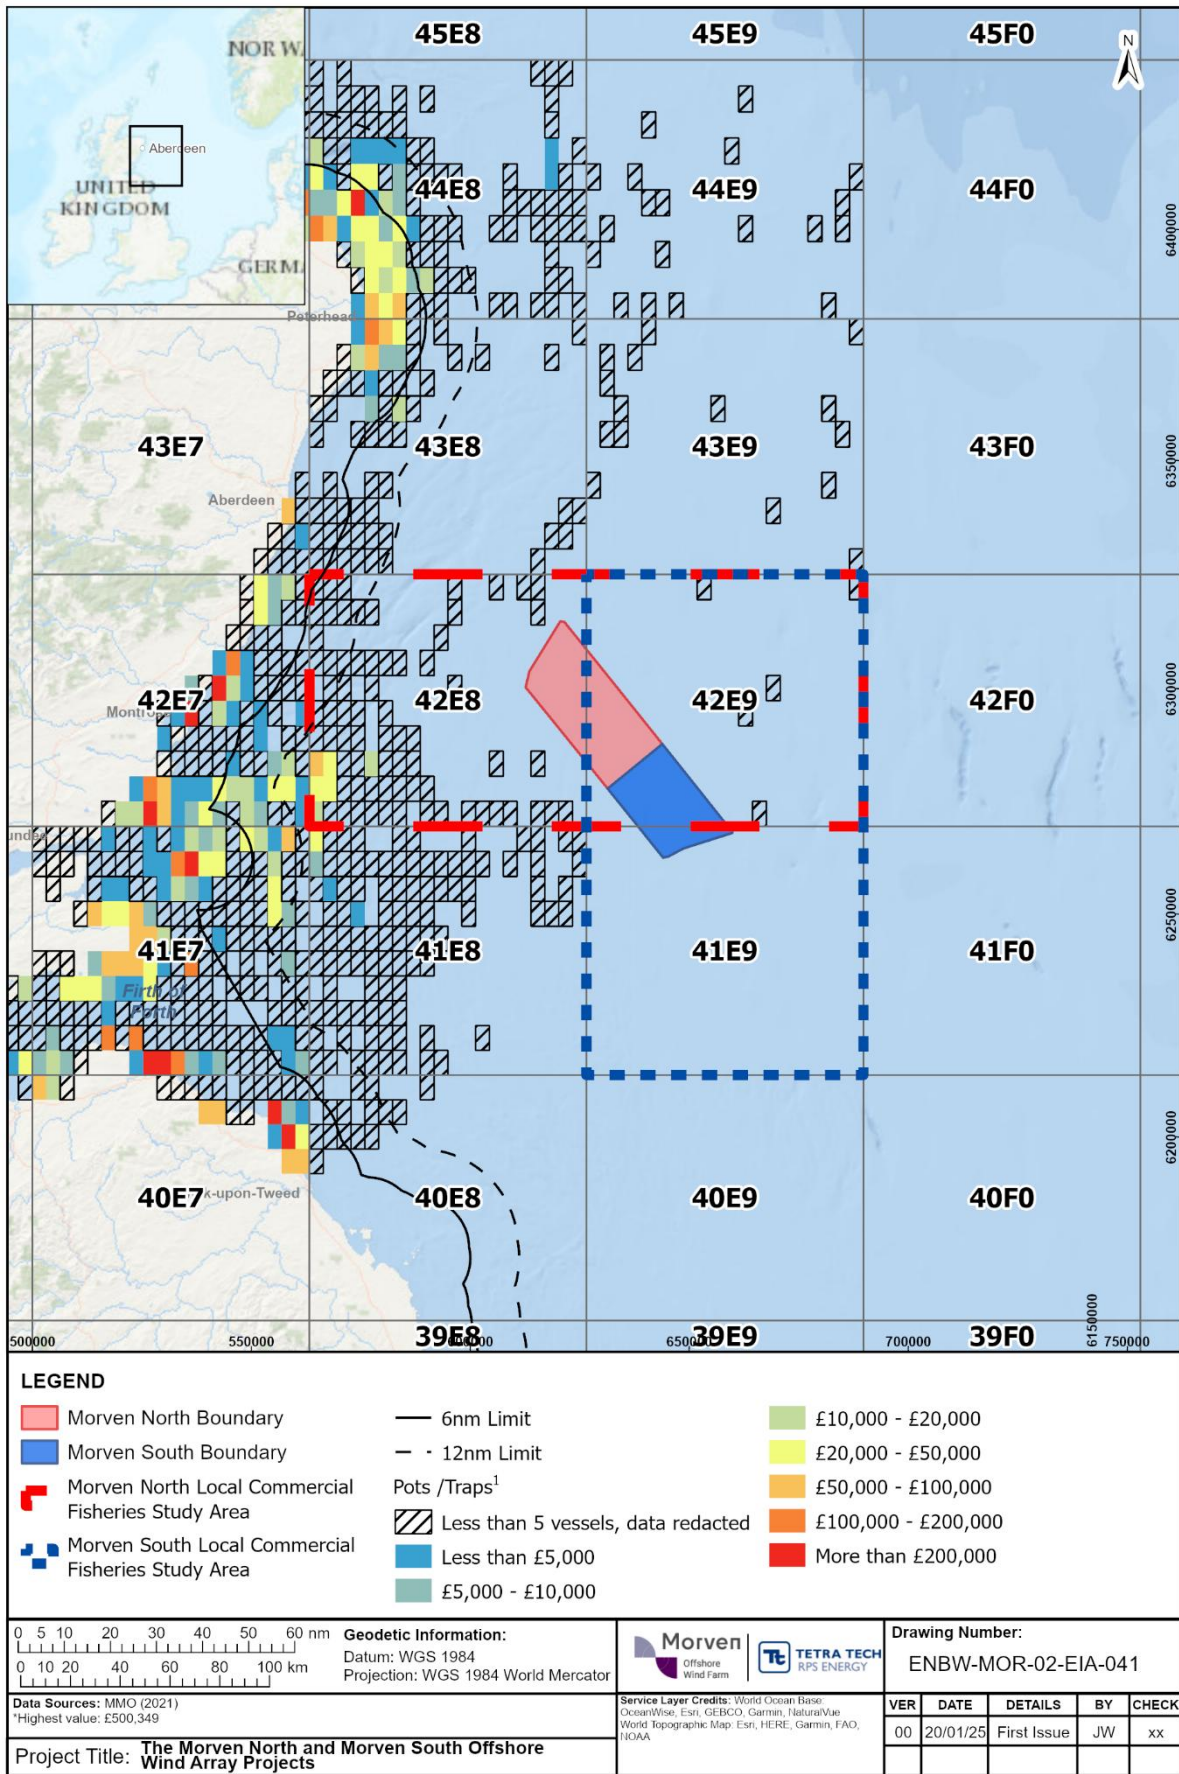 45E8
45E9
45F0
N
NOR W
Aberdeen
UNITED
KINGDOM
GERMA
44E8
44E9
44F0
6400000
Peterhead
43E7
43E8
43E9
43F0
6350000
Aberdeen
42E7
42E8
42E9
42F0
6300000
Montro
undee
41E7
41E8
41E9
41F0
6250000
Firth of
Forth
6200000
40E7
40E8
40E9
40F0
k-upon-Tweed
6150000
39E8
39E9
39F0
500000
550000
600000
650000
700000
750000
LEGEND
Morven North Boundary
Morven South Boundary
Morven North Local Commercial
Fisheries Study Area
Morven South Local Commercial
Fisheries Study Area
6nm Limit
12nm Limit
Pots /Traps¹
Less than 5 vessels, data redacted
Less than £5,000
£5,000 - £10,000
£10,000 - £20,000
£20,000 - £50,000
£50,000 - £100,000
£100,000 - £200,000
More than £200,000
0 5 10 20 30 40 50 60 nm
0 10 20 40 60 80 100 km
Geodetic Information:
Datum: WGS 1984
Projection: WGS 1984 World Mercator
Morven
Offshore
Wind Farm
TETRA TECH
RPS ENERGY
Drawing Number:
ENBW-MOR-02-EIA-041
Data Sources: MMO (2021)
*Highest value: £500,349
Service Layer Credits: World Ocean Base:
OceanWise, Esri, GEBCO, Garmin, NaturalVue
World Topographic Map: Esri, HERE, Garmin, FAO,
NOAA
VER DATE DETAILS BY CHECK
00 20/01/25 First Issue JW xx
Project Title: The Morven North and Morven South Offshore
Wind Array Projects